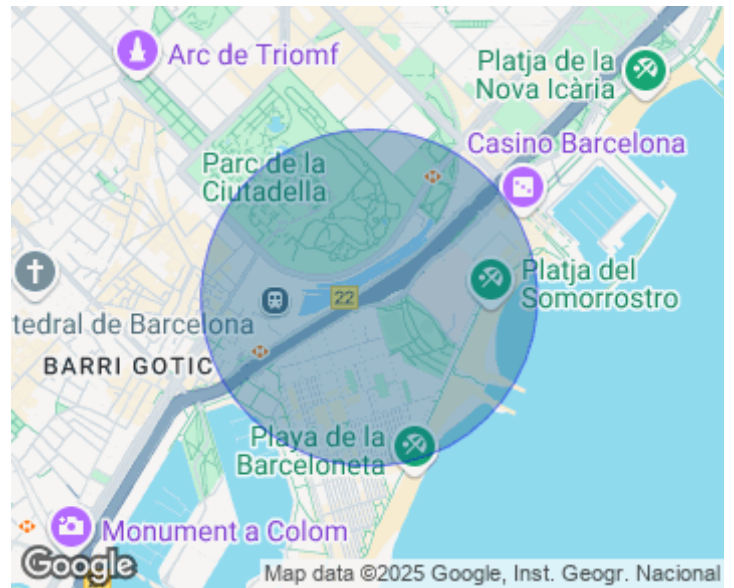 Arc de Triomf
Platja de la
Nova Icària
Casino Barcelona
Parc de la
Ciutadella
22
Platja del
Somorrostro
tedral de Barcelona
BARRI GOTIC
Playa de la
Barceloneta
Monument a Colom
Google
Map data ©2025 Google, Inst. Geogr. Nacional